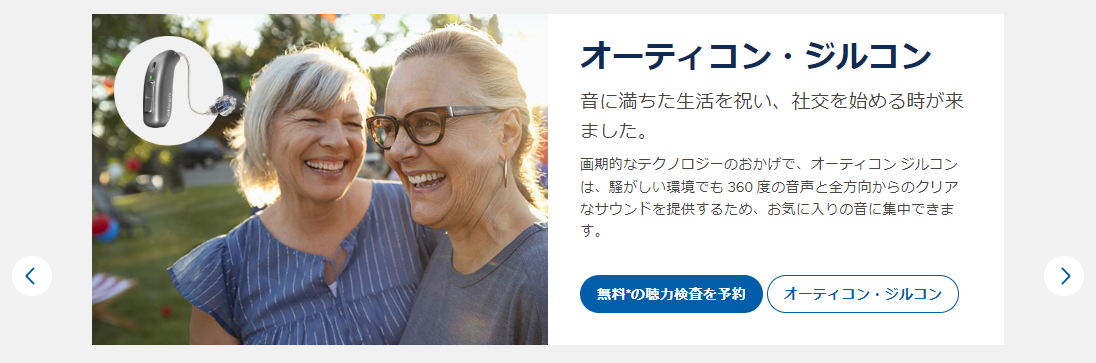 オーティコン・ジルコン
音に満ちた生活を祝い、社交を始める時が来
ました。
画期的なテクノロジーのおかげで、オーティコン ジルコン
は、騒がしい環境でも 360 度の音声と全方向からのクリア
なサウンドを提供するため、お気に入りの音に集中できま
す。
無料*の聴力検査を予約
オーティコン・ジルコン